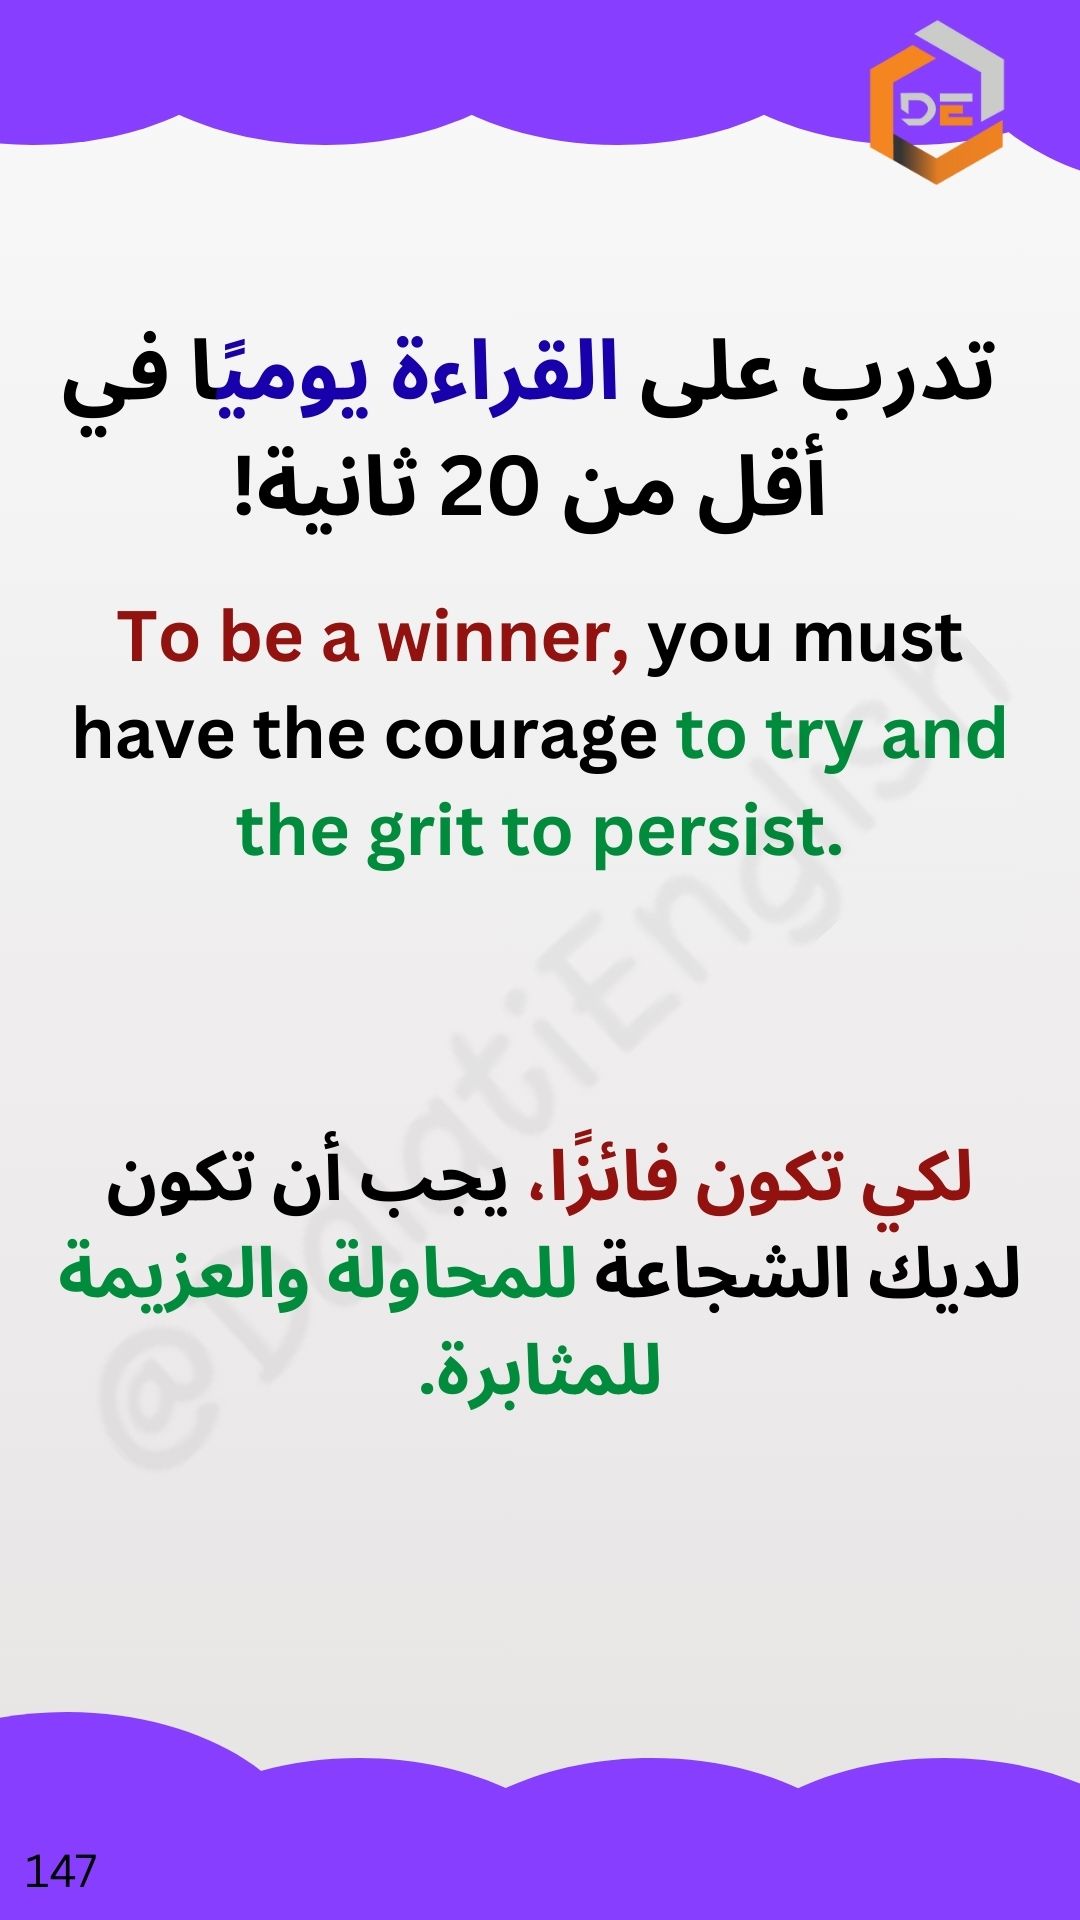 DE
تدرب على القراءة يوميًا في
أقل من 20 ثانية!
To be a winner, you must
have the courage to try and
the grit to persist.
@DalatiEnglish
لكي تكون فائزًا، يجب أن تكون
لديك الشجاعة للمحاولة والعزيمة
للمثابرة.
147